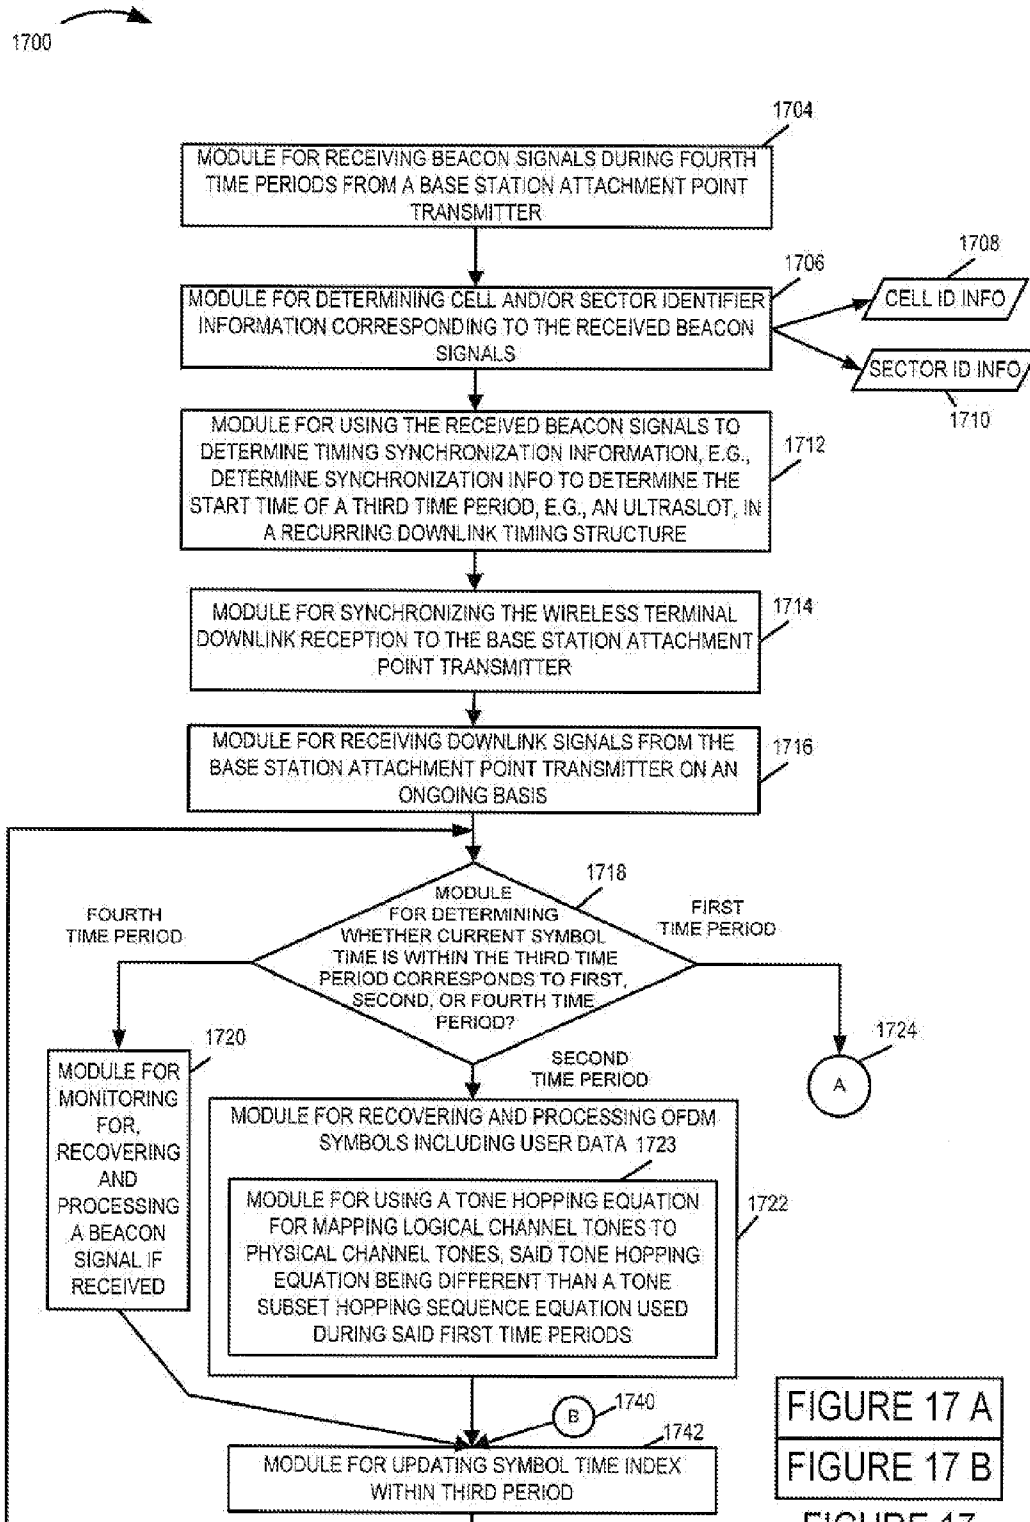 1700
1704
MODULE FOR RECEIVING BEACON SIGNALS DURING FOURTH
TIME PERIODS FROM A BASE STATION ATTACHMENT POINT
TRANSMITTER
1706
MODULE FOR DETERMINING CELL AND/OR SECTOR IDENTIFIER
INFORMATION CORRESPONDING TO THE RECEIVED BEACON
SIGNALS
1708
CELL ID INFO
SECTOR ID INFO
1710
MODULE FOR USING THE RECEIVED BEACON SIGNALS TO
DETERMINE TIMING SYNCHRONIZATION INFORMATION, E.G.,
DETERMINE SYNCHRONIZATION INFO TO DETERMINE THE
START TIME OF A THIRD TIME PERIOD, E.G., AN ULTRASLOT, IN
A RECURRING DOWNLINK TIMING STRUCTURE
1712
MODULE FOR SYNCHRONIZING THE WIRELESS TERMINAL
DOWNLINK RECEPTION TO THE BASE STATION ATTACHMENT
POINT TRANSMITTER
1714
MODULE FOR RECEIVING DOWNLINK SIGNALS FROM THE
BASE STATION ATTACHMENT POINT TRANSMITTER ON AN
ONGOING BASIS
1716
1718
MODULE
FOR DETERMINING
WHETHER CURRENT SYMBOL
TIME IS WITHIN THE THIRD TIME
PERIOD CORRESPONDS TO FIRST,
SECOND, OR FOURTH TIME
PERIOD?
FOURTH
TIME PERIOD
FIRST
TIME PERIOD
SECOND
TIME PERIOD
1720
MODULE FOR
MONITORING
FOR,
RECOVERING
AND
PROCESSING
A BEACON
SIGNAL IF
RECEIVED
1724
A
MODULE FOR RECOVERING AND PROCESSING OFDM
SYMBOLS INCLUDING USER DATA
1723
MODULE FOR USING A TONE HOPPING EQUATION
FOR MAPPING LOGICAL CHANNEL TONES TO
PHYSICAL CHANNEL TONES, SAID TONE HOPPING
EQUATION BEING DIFFERENT THAN A TONE
SUBSET HOPPING SEQUENCE EQUATION USED
DURING SAID FIRST TIME PERIODS
1722
B
1740
1742
MODULE FOR UPDATING SYMBOL TIME INDEX
WITHIN THIRD PERIOD
FIGURE 17 A
FIGURE 17 B
FIGURE 17